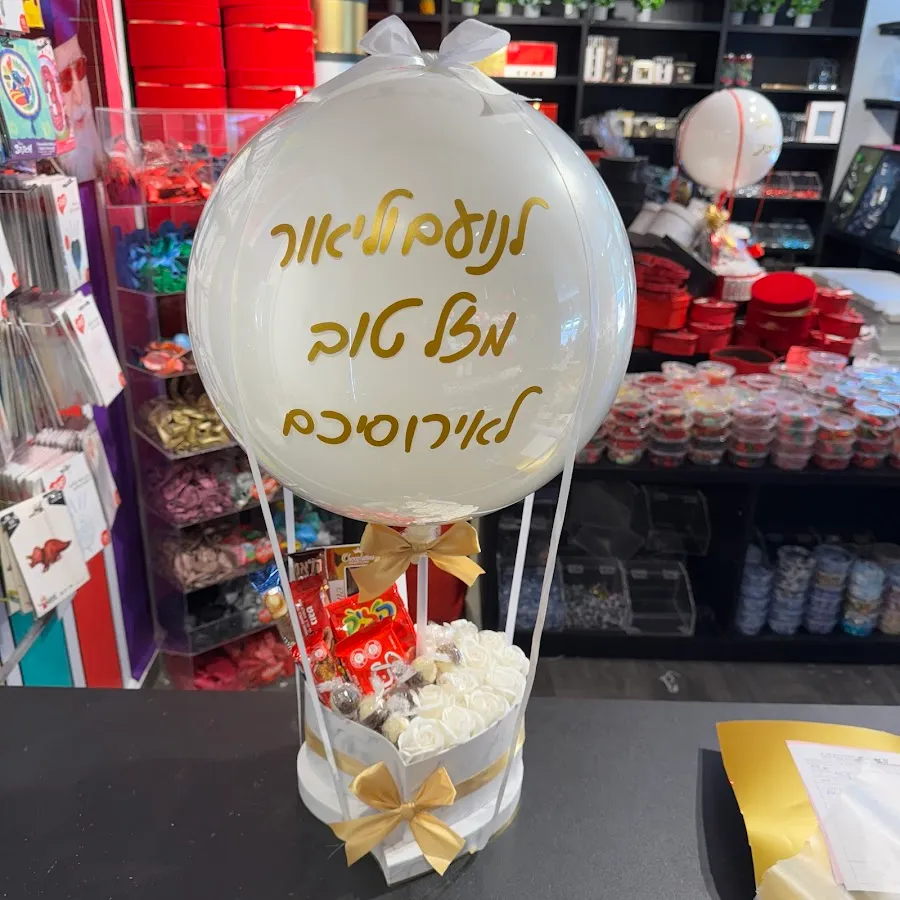 לנועם וליאור
מזל טוב
לאירוסיכם